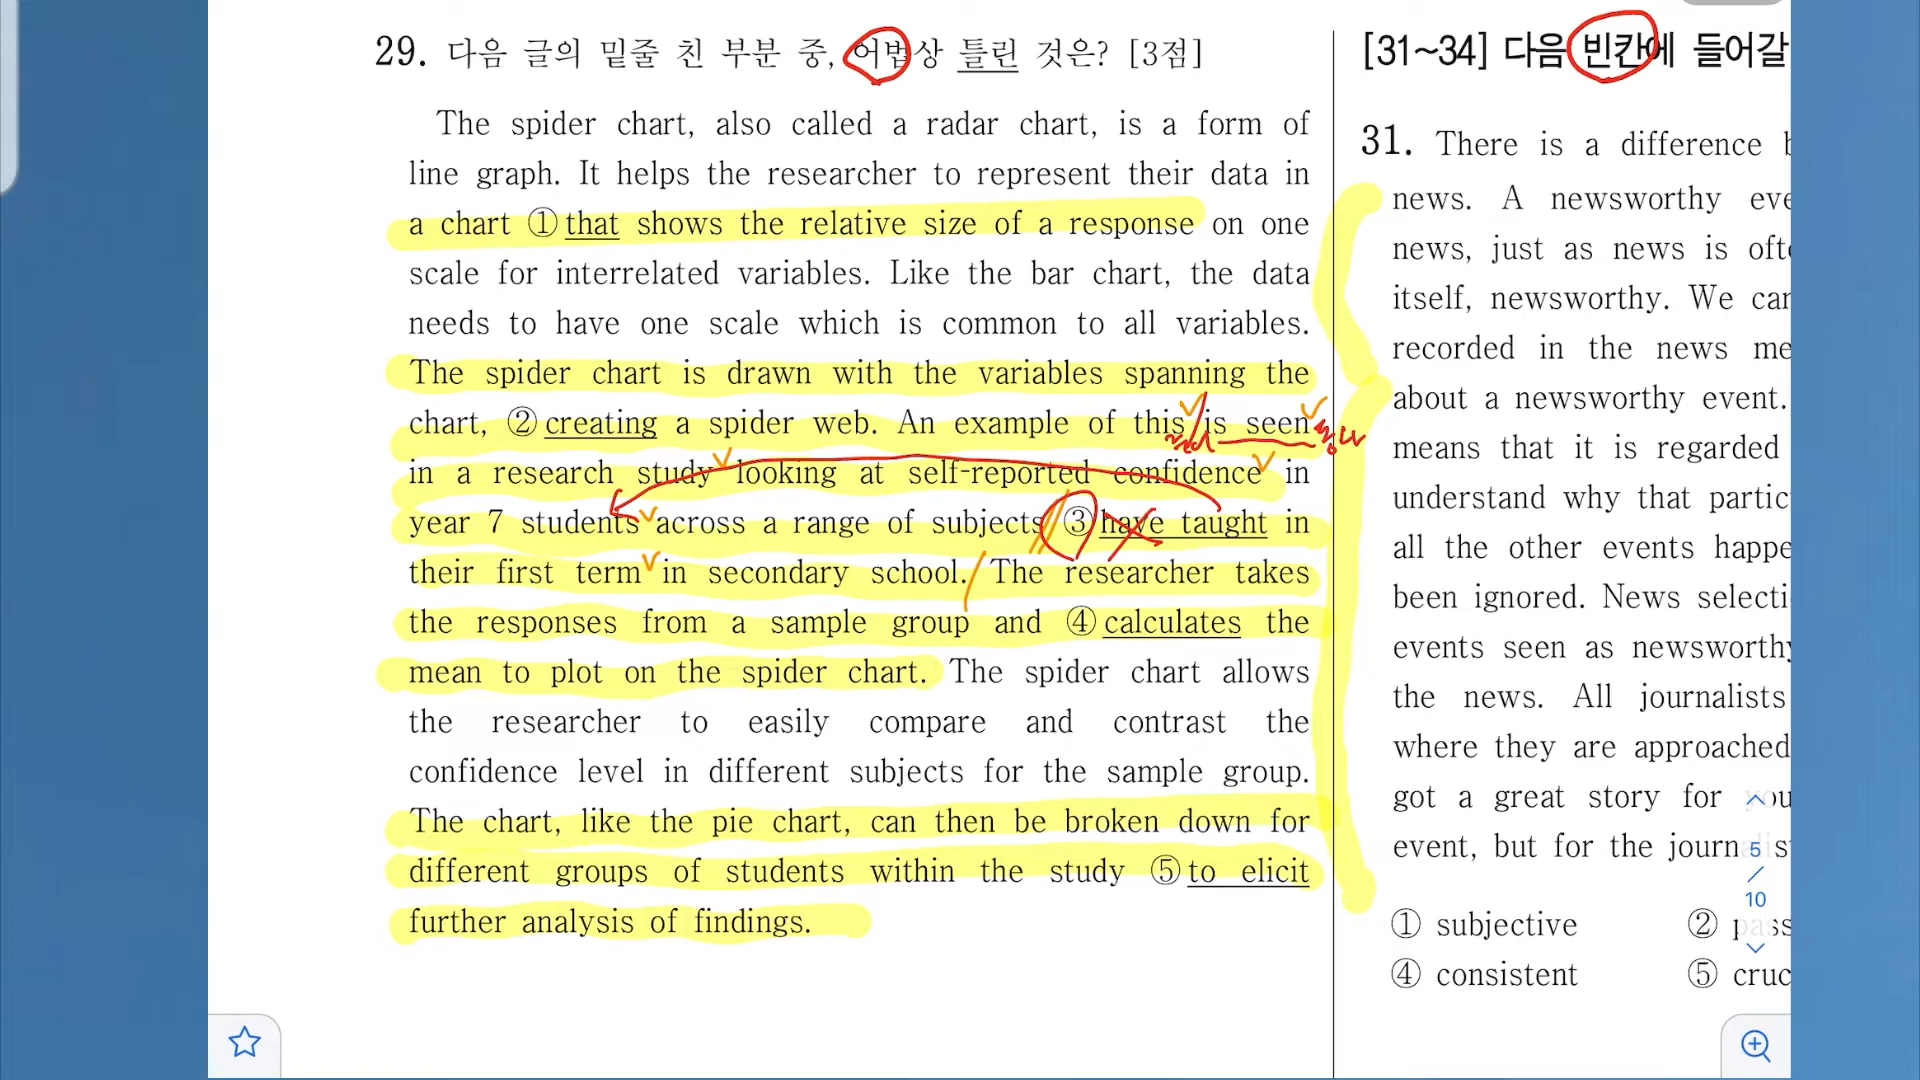 29. 다음 글의 밑줄 친 부분 중, 어법상 틀린 것은? [3점]
The spider chart, also called a radar chart, is a form of
line graph. It helps the researcher to represent their data in
a chart ① that shows the relative size of a response on one
scale for interrelated variables. Like the bar chart, the data
needs to have one scale which is common to all variables.
The spider chart is drawn with the variables spanning the
chart, ② creating a spider web. An example of this is seen
in a research study looking at self-reported confidence in
year 7 students across a range of subjects ③ have taught in
their first term in secondary school. The researcher takes
the responses from a sample group and ④ calculates the
mean to plot on the spider chart. The spider chart allows
the researcher to easily compare and contrast the
confidence level in different subjects for the sample group.
The chart, like the pie chart, can then be broken down for
different groups of students within the study ⑤ to elicit
further analysis of findings.
[31~34] 다음 빈칸에 들어갈
31. There is a difference
news. A newsworthy
news, just as news is
itself, newsworthy. We
recorded in the news
about a newsworthy event.
means that it is regarded
understand why that
all the other events
been ignored. News
events seen as
the news. All journalists
where they are approached
got a great story for
event, but for the
① subjective ②
④ consistent ⑤
5
/
10